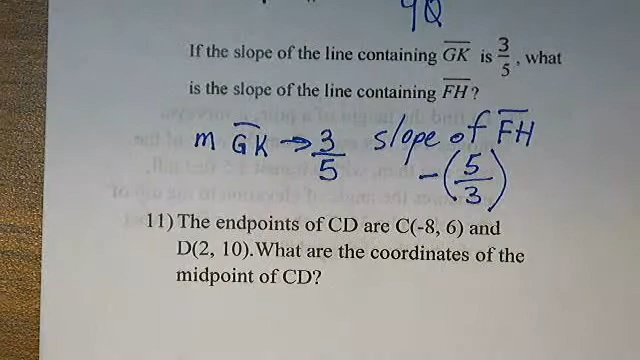 90
If the slope of the line containing GK is 3/5, what
is the slope of the line containing FH?
m GK → 3/5 slope of FH
-(5/3)
11) The endpoints of CD are C(-8, 6) and
D(2, 10).What are the coordinates of the
midpoint of CD?